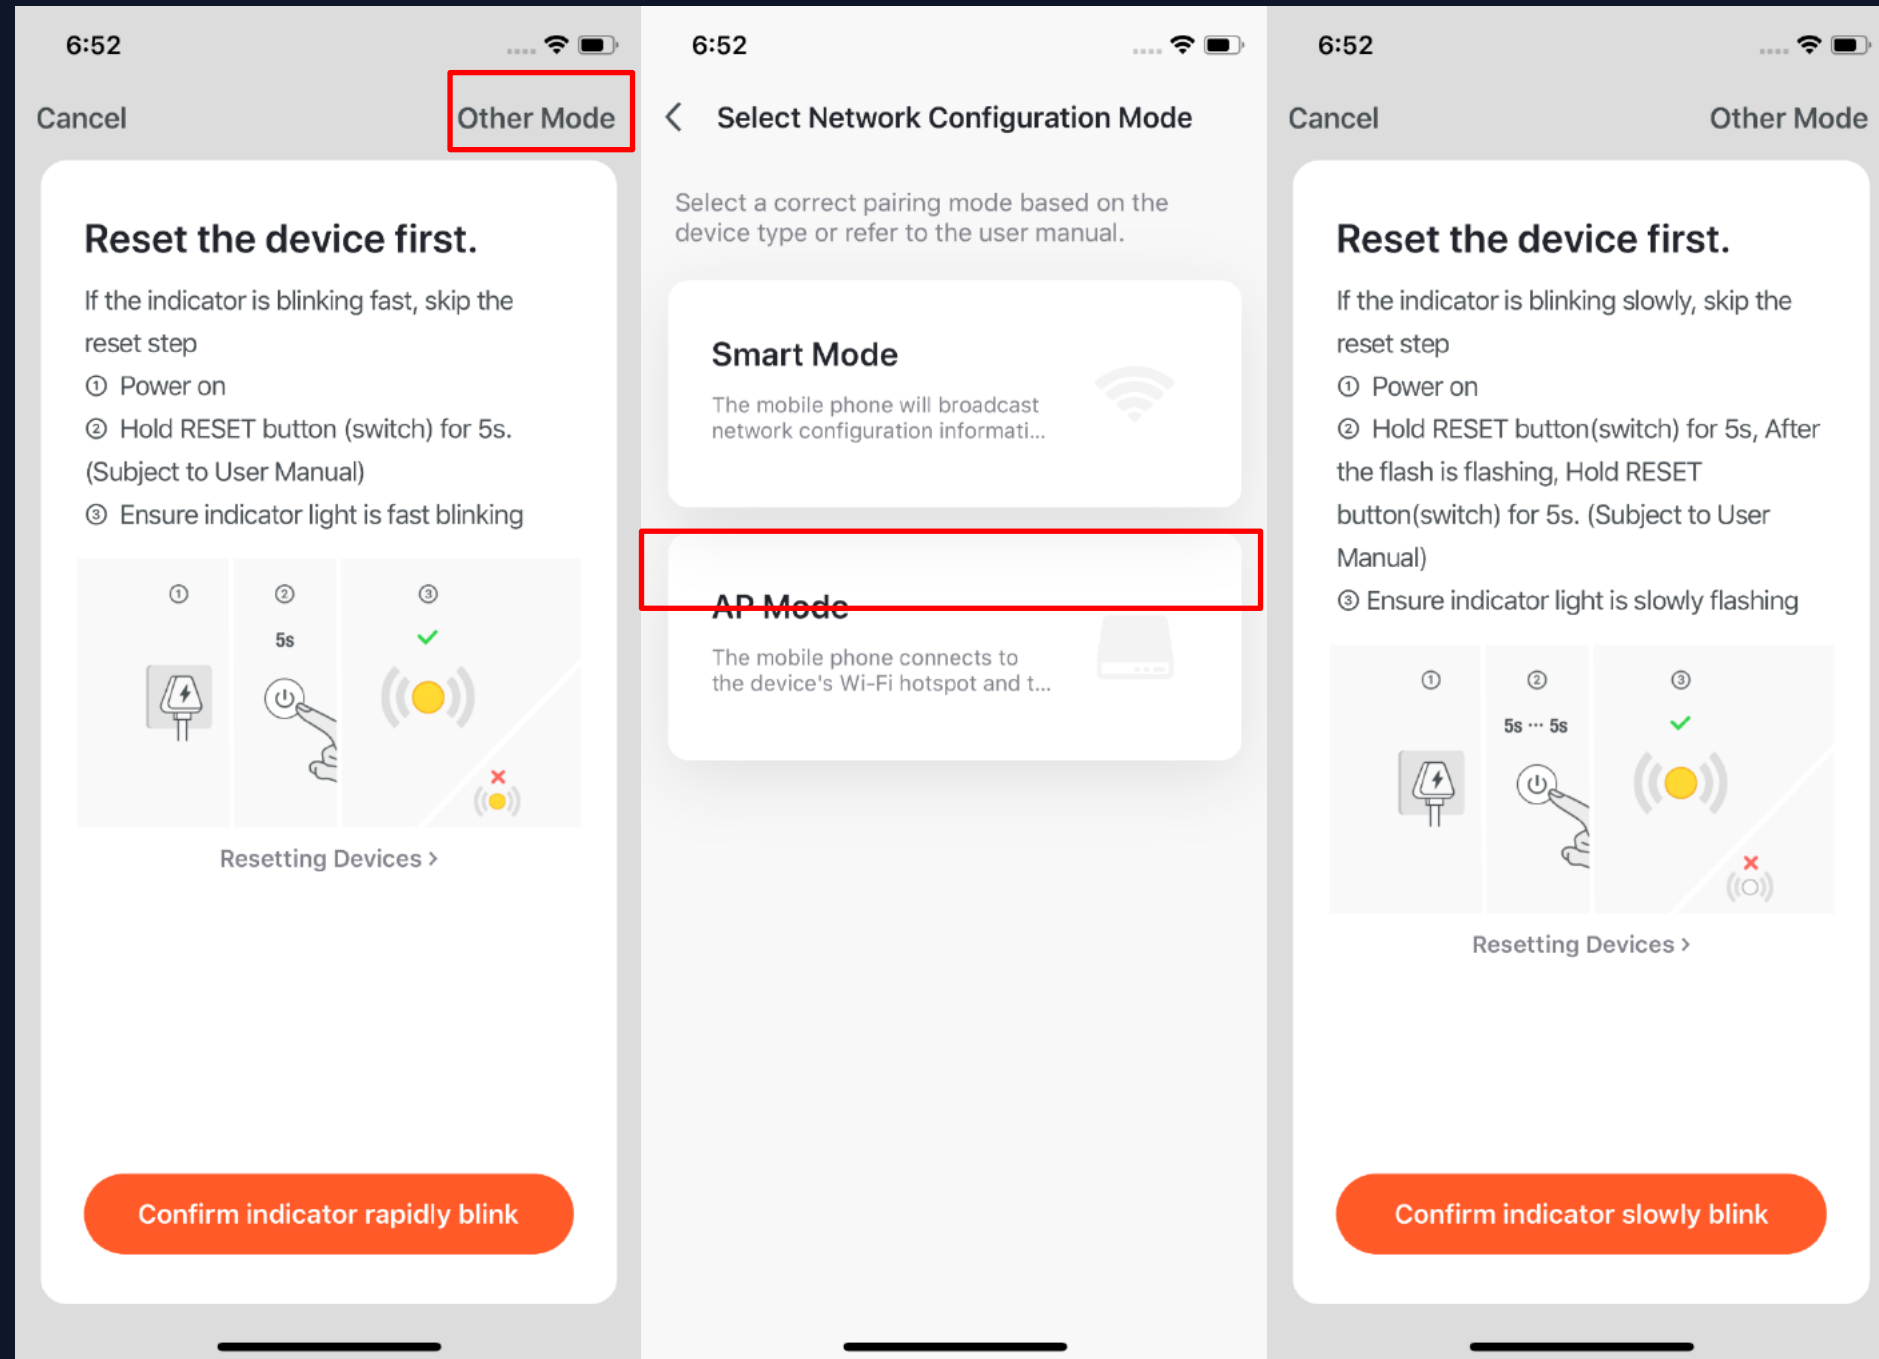 6:52
Cancel
Other Mode
Reset the device first.
If the indicator is blinking fast, skip the
reset step
① Power on
② Hold RESET button (switch) for 5s.
(Subject to User Manual)
③ Ensure indicator light is fast blinking
① ② ③
5s
Resetting Devices >
Confirm indicator rapidly blink
6:52
Select Network Configuration Mode
Select a correct pairing mode based on the
device type or refer to the user manual.
Smart Mode
The mobile phone will broadcast
network configuration informati...
AP Mode
The mobile phone connects to
the device's Wi-Fi hotspot and t...
6:52
Cancel
Other Mode
Reset the device first.
If the indicator is blinking slowly, skip the
reset step
① Power on
② Hold RESET button(switch) for 5s, After
the flash is flashing, Hold RESET
button(switch) for 5s. (Subject to User
Manual)
③ Ensure indicator light is slowly flashing
① ② ③
5s ··· 5s
Resetting Devices >
Confirm indicator slowly blink